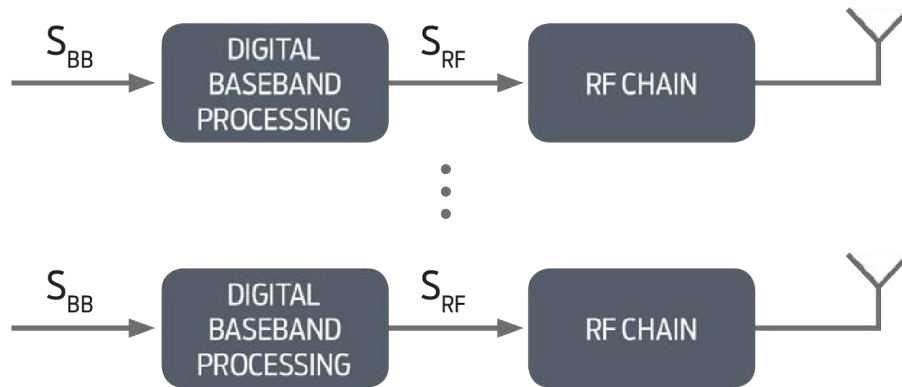 S_BB
DIGITAL
BASEBAND
PROCESSING
S_RF
RF CHAIN
S_BB
DIGITAL
BASEBAND
PROCESSING
S_RF
RF CHAIN